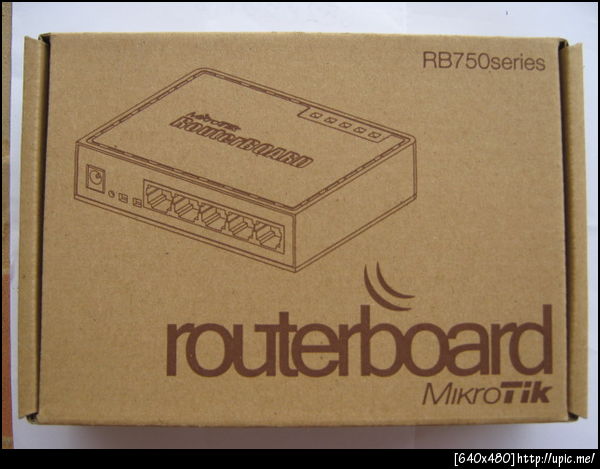 RB750series
MikroTik
RouterBOARD
routerboard
MikroTik
[640x480]http://upic.me/